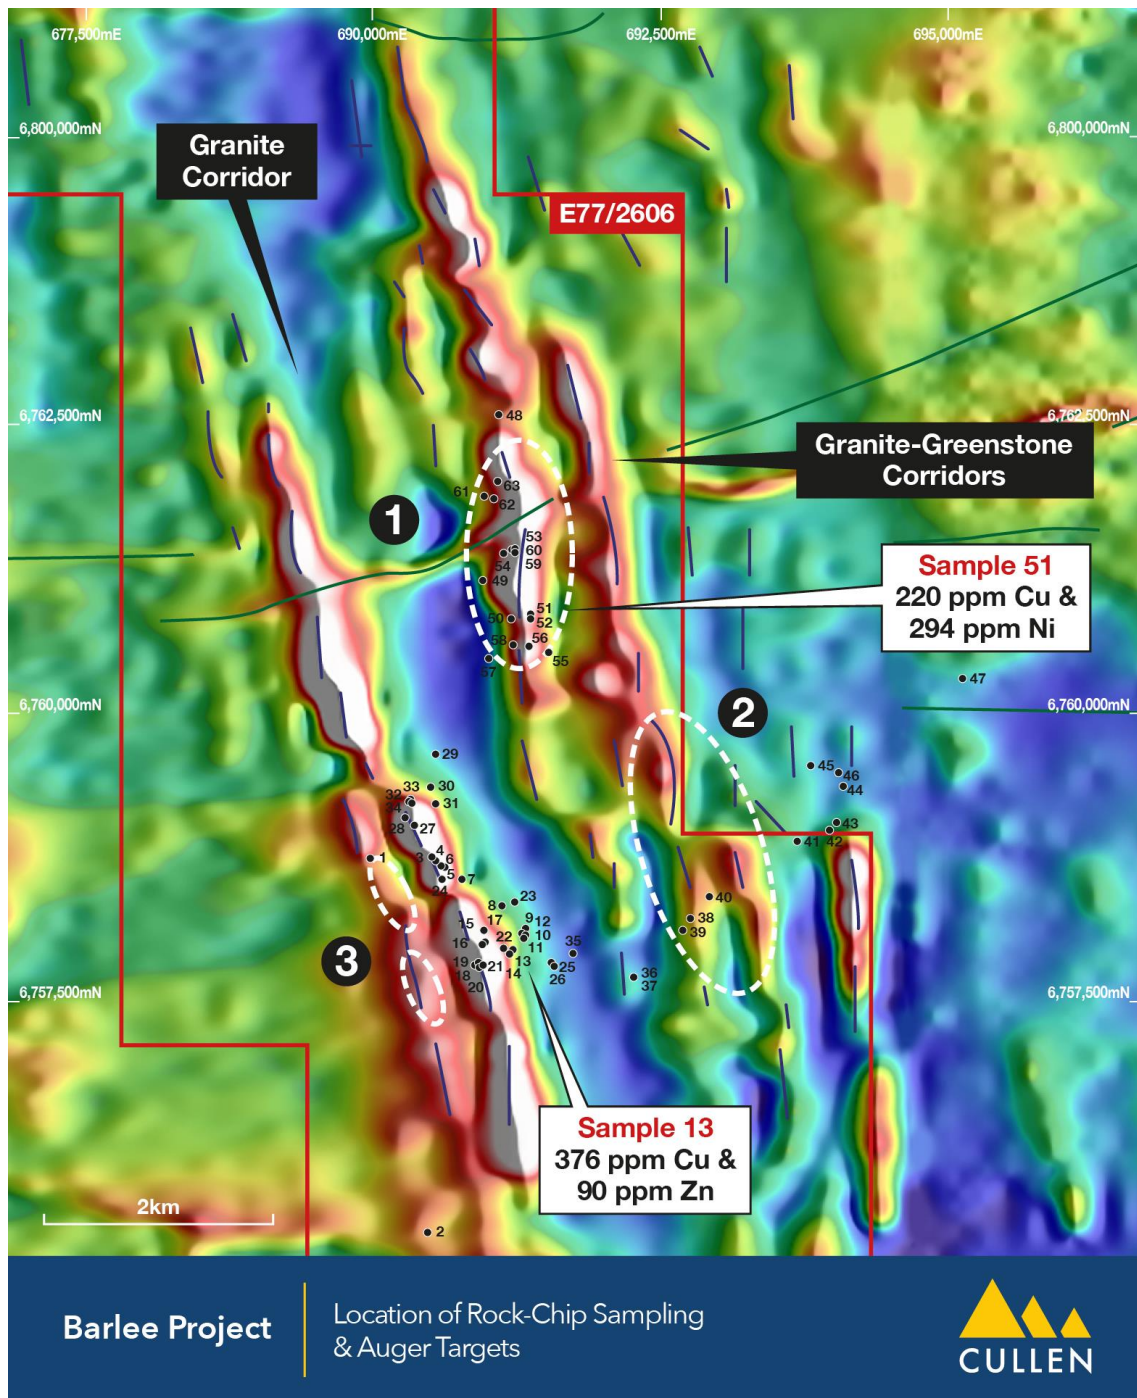 677,500mE
690,000mE
692,500mE
695,000mE
6,800,000mN
6,800,000mN
Granite
Corridor
E77/2606
6,762,500mN
6,762,500mN
48
Granite-Greenstone
Corridors
63
61
62
1
53
60
54
59
49
Sample 51
220 ppm Cu &
294 ppm Ni
51
50
52
58
56
55
57
47
6,760,000mN
6,760,000mN
2
29
45
46
30
44
33
32
31
34
28
27
43
41
42
4
1
3
6
5
7
24
40
23
8
38
17
9
12
15
39
10
16
22
11
35
3
19
21
13
25
18
14
26
36
20
37
6,757,500mN
6,757,500mN
Sample 13
376 ppm Cu &
90 ppm Zn
2km
2
Barlee Project
Location of Rock-Chip Sampling
& Auger Targets
CULLEN